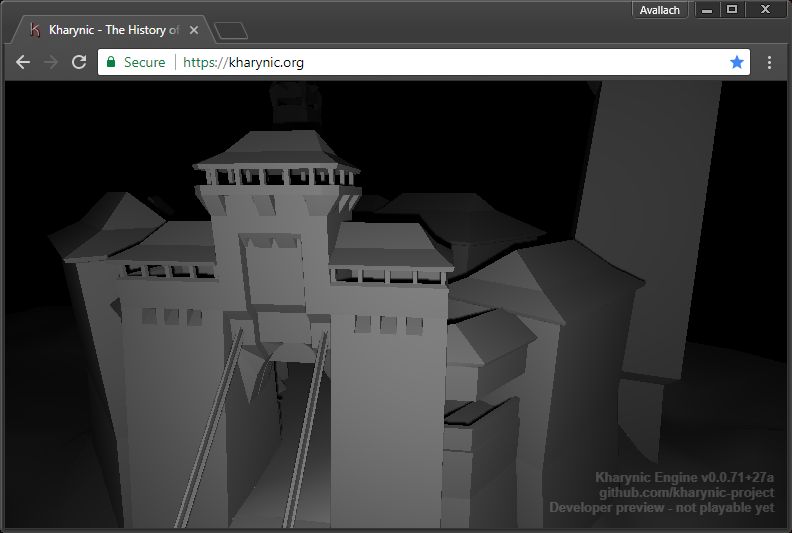 Avallach
Kharynic - The History of
Secure https://kharynic.org
Kharynic Engine v0.0.71+27a
github.com/kharynic-project
Developer preview - not playable yet